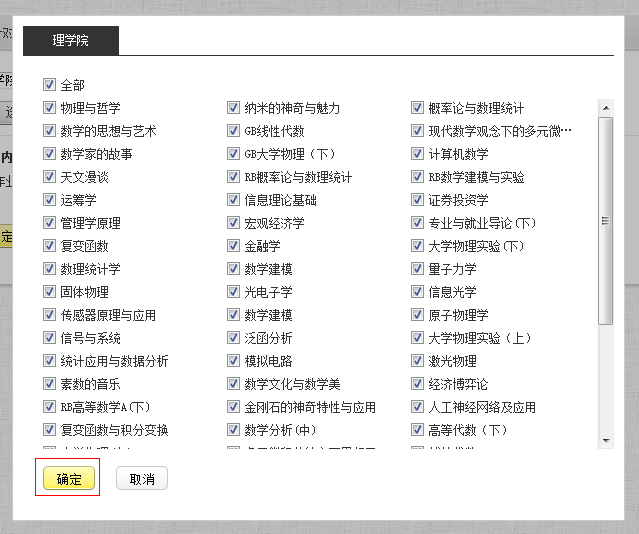 理学院
全部
物理与哲学 纳米的神奇与魅力 概率论与数理统计
数学的思想与艺术 GB线性代数 现代数学观念下的多元微…
数学家的故事 GB大学物理（下） 计算机数学
天文漫谈 RB概率论与数理统计 RB数学建模与实验
运筹学 信息理论基础 证券投资学
管理学原理 宏观经济学 专业与就业导论(下)
复变函数 金融学 大学物理实验(下)
数理统计学 数学建模 量子力学
固体物理 光电子学 信息光学
传感器原理与应用 数学建模 原子物理学
信号与系统 泛函分析 大学物理实验（上）
统计应用与数据分析 模拟电路 激光物理
素数的音乐 数学文化与数学美 经济博弈论
RB高等数学A(下) 金刚石的神奇特性与应用 人工神经网络及应用
复变函数与积分变换 数学分析(中) 高等代数（下）
确定 取消